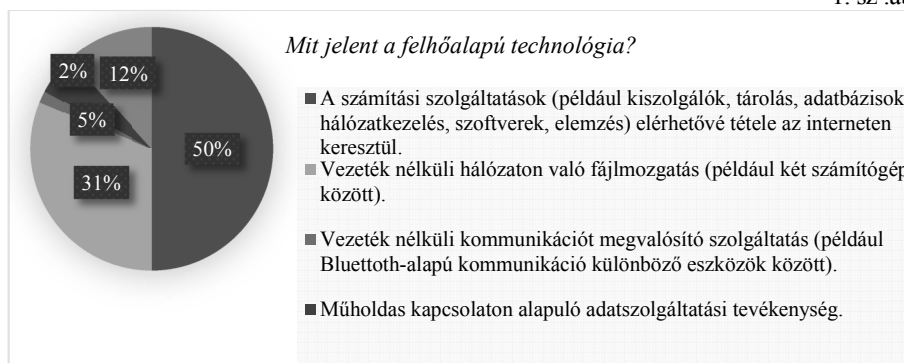 Mit jelent a felhőalapú technológia?
2%
12%
5%
50%
31%
■ A számítási szolgáltatások (például kiszolgálók, tárolás, adatbázisok
hálózatkezelés, szoftverek, elemzés) elérhetővé tétele az interneten
keresztül.
■ Vezeték nélküli hálózaton való fájlmozgatás (például két számítógép
között).
■ Vezeték nélküli kommunikációt megvalósító szolgáltatás (például
Bluettoth-alapú kommunikáció különböző eszközök között).
■ Műholdas kapcsolaton alapuló adatszolgáltatási tevékenység.